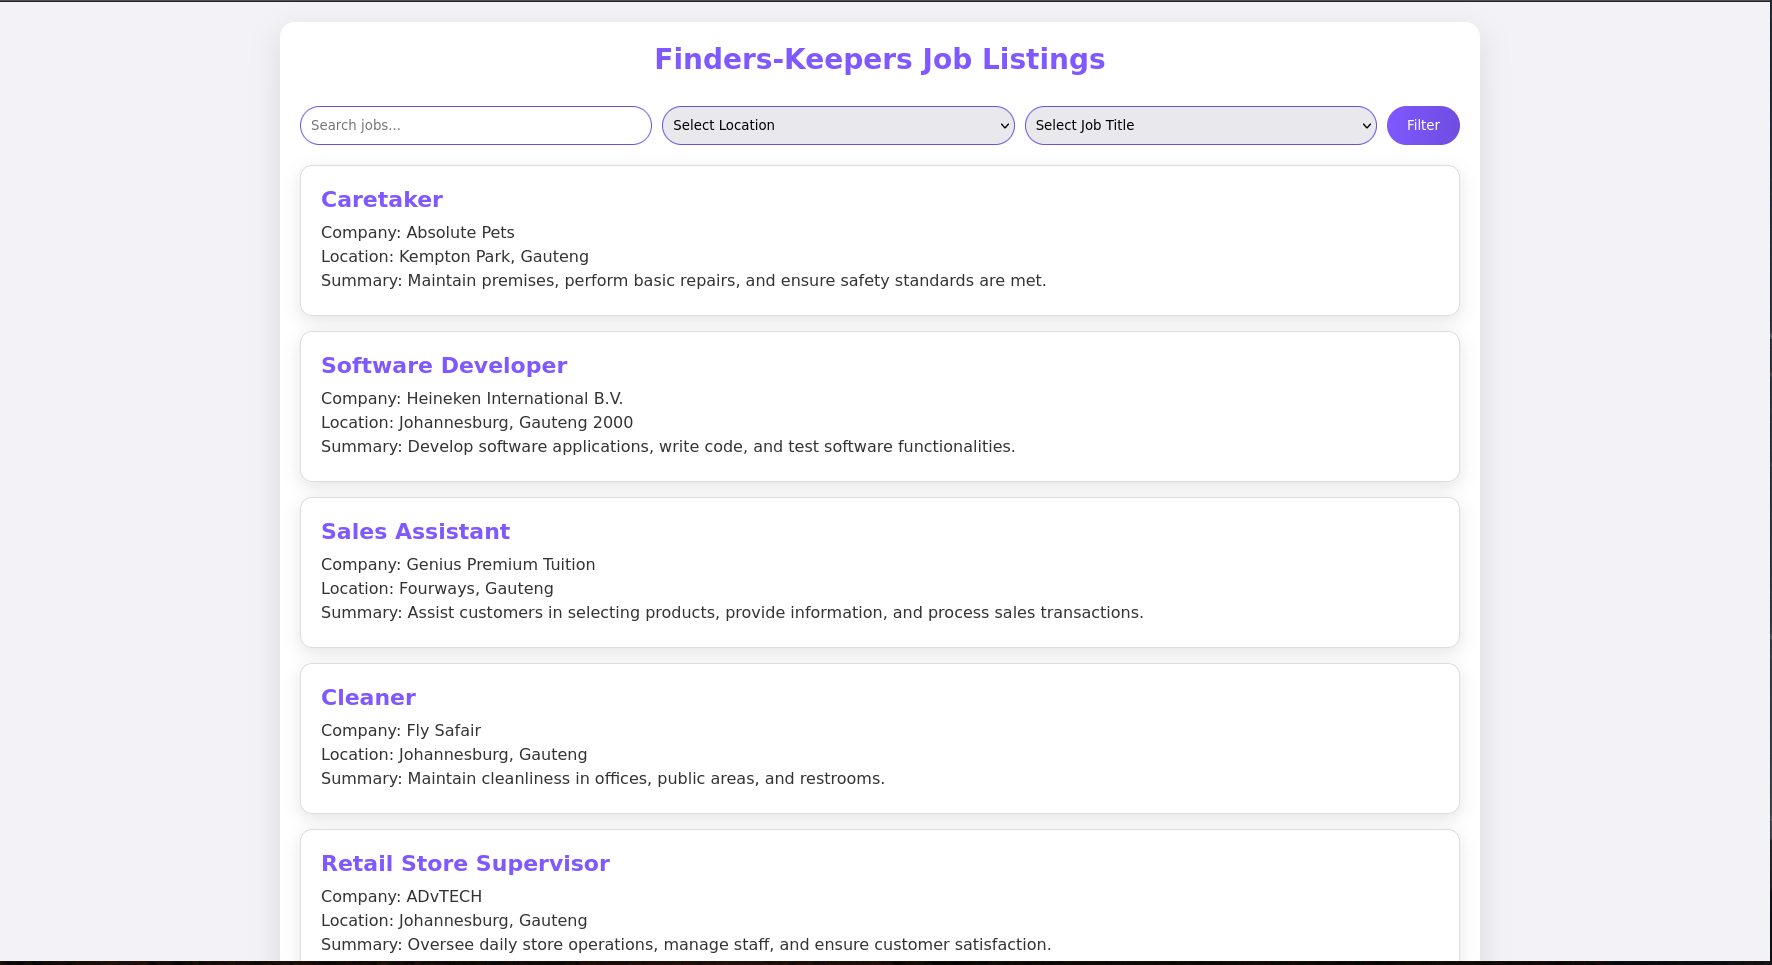 Finders-Keepers Job Listings
Search jobs...
Select Location
Select Job Title
Filter
Caretaker
Company: Absolute Pets
Location: Kempton Park, Gauteng
Summary: Maintain premises, perform basic repairs, and ensure safety standards are met.
Software Developer
Company: Heineken International B.V.
Location: Johannesburg, Gauteng 2000
Summary: Develop software applications, write code, and test software functionalities.
Sales Assistant
Company: Genius Premium Tuition
Location: Fourways, Gauteng
Summary: Assist customers in selecting products, provide information, and process sales transactions.
Cleaner
Company: Fly Safair
Location: Johannesburg, Gauteng
Summary: Maintain cleanliness in offices, public areas, and restrooms.
Retail Store Supervisor
Company: ADvTECH
Location: Johannesburg, Gauteng
Summary: Oversee daily store operations, manage staff, and ensure customer satisfaction.